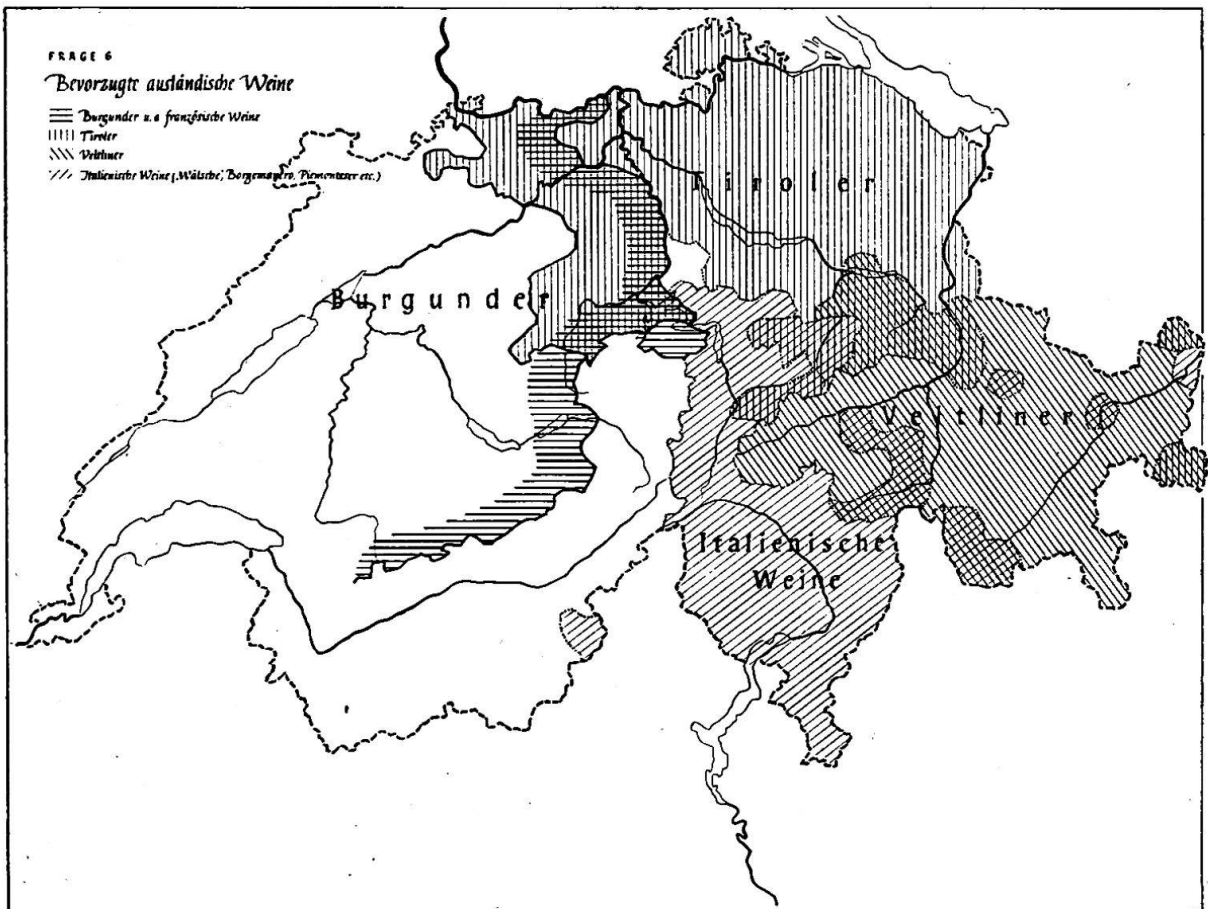 FRAGE 6
Bevorzugte ausländische Weine
Burgunder u. a französische Weine
Tiroler
Veltliner
Italienische Weine („Wälsche“, Borgemanero, Piemonteser etc.)
Tiroler
Burgunder
Veltliner
Italienische
Weine